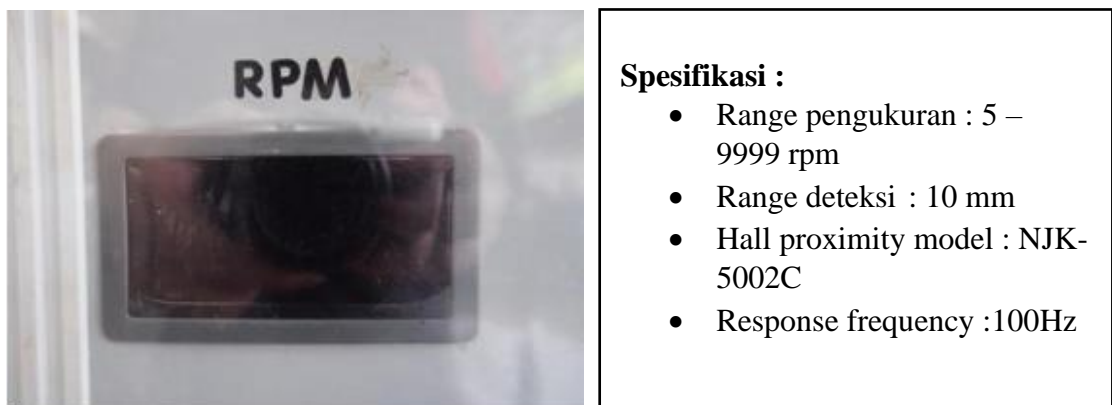 RPM
Spesifikasi :
• Range pengukuran : 5 –
9999 rpm
• Range deteksi : 10 mm
• Hall proximity model : NJK-
5002C
• Response frequency :100Hz